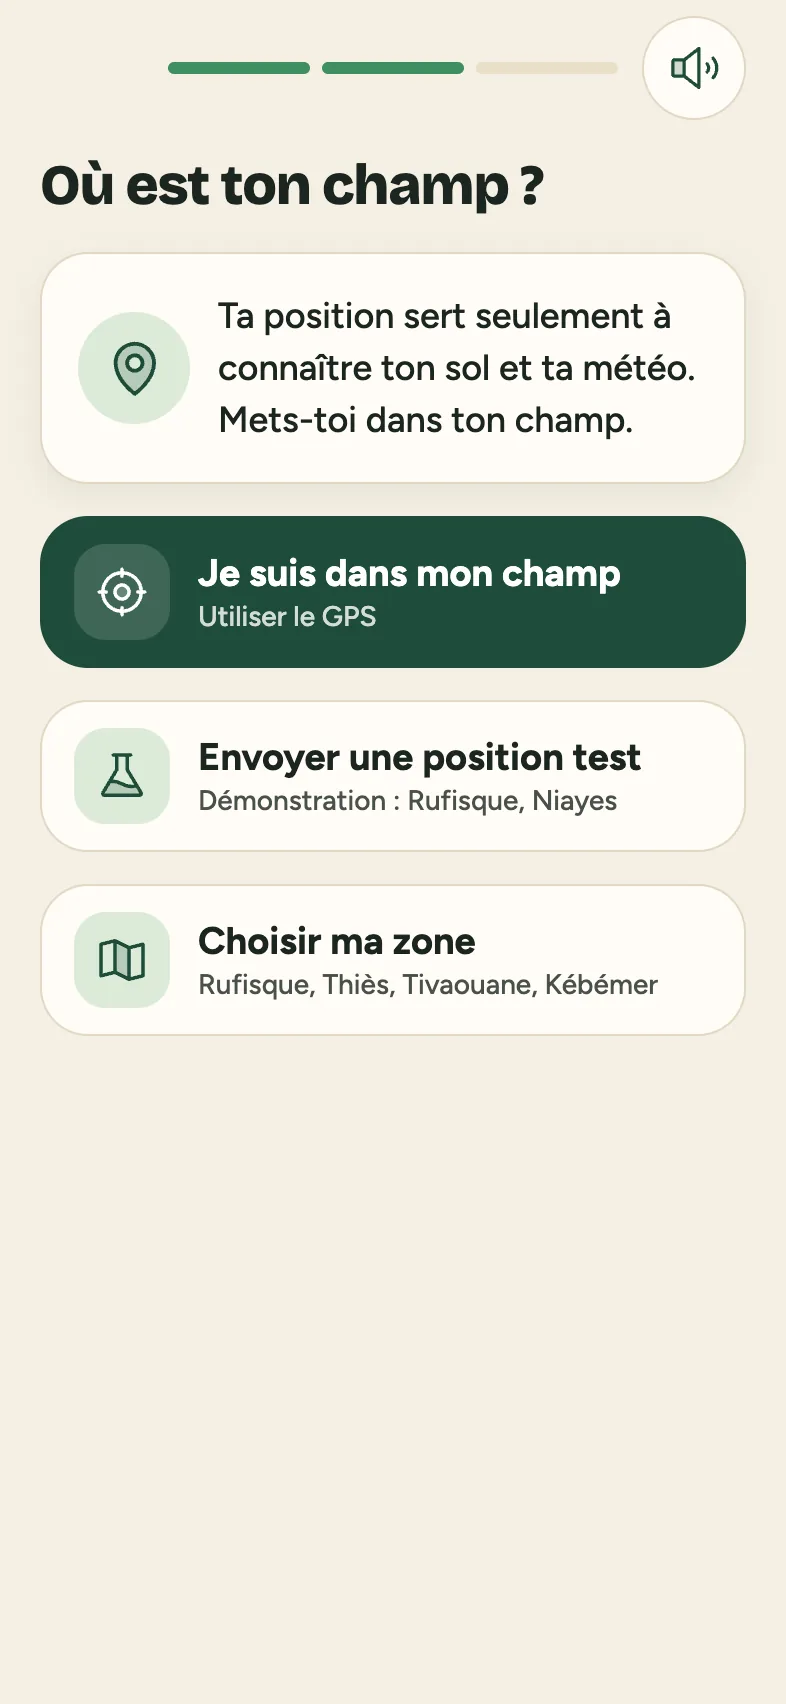 Où est ton champ ?
Ta position sert seulement à
connaître ton sol et ta météo.
Mets-toi dans ton champ.
Je suis dans mon champ
Utiliser le GPS
Envoyer une position test
Démonstration : Rufisque, Niayes
Choisir ma zone
Rufisque, Thiès, Tivaouane, Kébémer